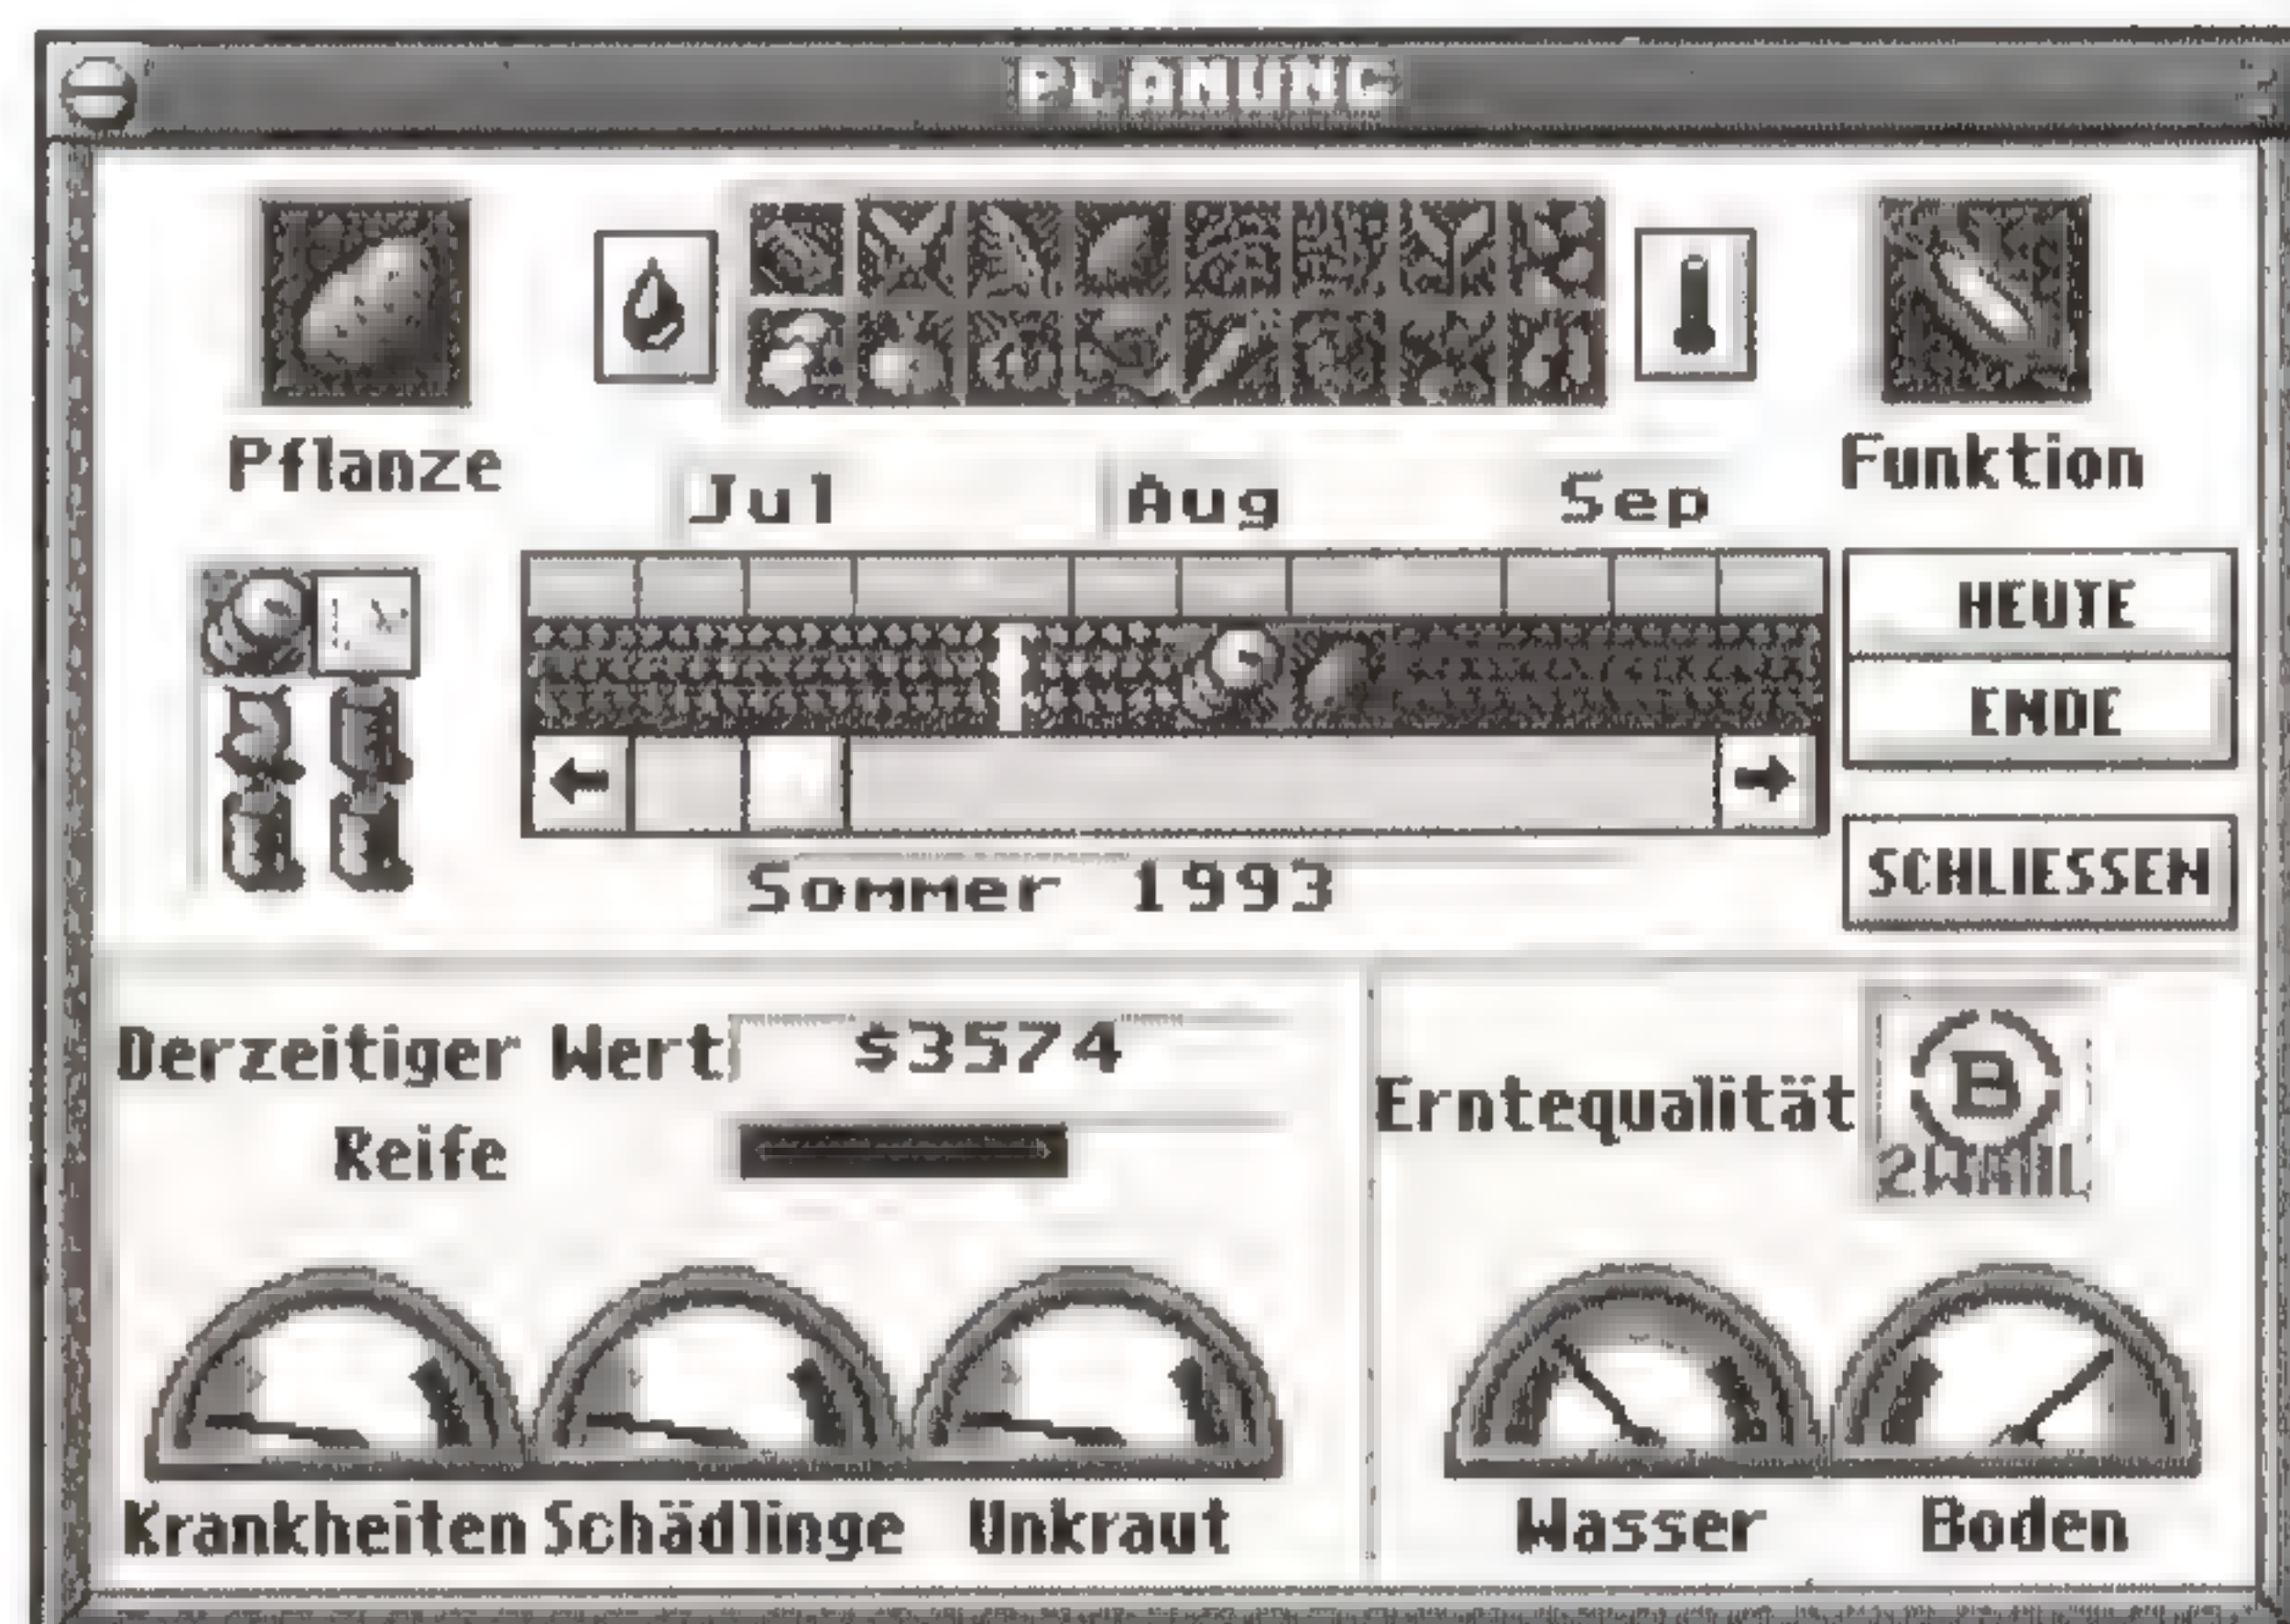 PLANUNG
Pflanze
Funktion
Jul Aug Sep
HEUTE
ENDE
SCHLIESSEN
Sommer 1993
Derzeitiger Wert $3574
Reife
Erntequalität
B
2WAHL
Krankheiten Schädlinge Unkraut
Wasser Boden